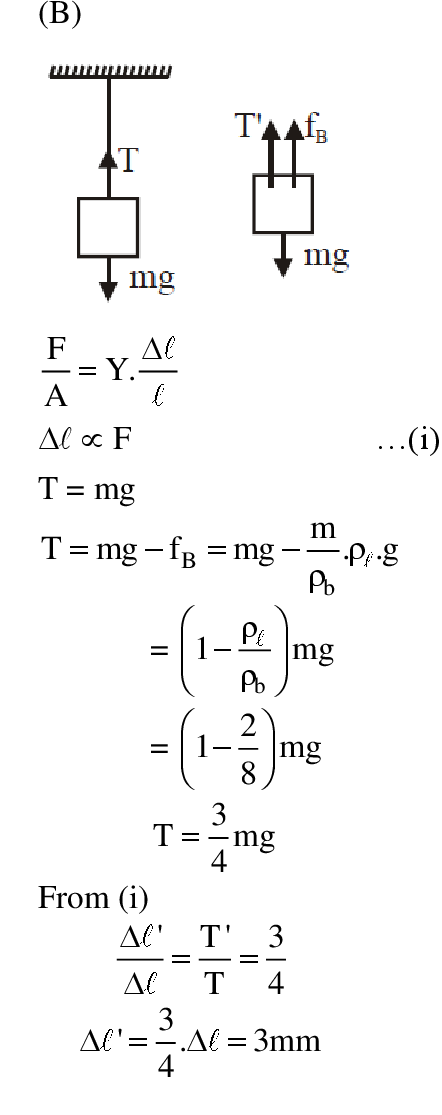 (B)
T
mg
T' f_B
mg
F/A = Y.Δℓ/ℓ
Δℓ ∝ F …(i)
T = mg
T = mg − f_B = mg − m/ρ_b.ρ_ℓ.g
= (1 − ρ_ℓ/ρ_b)mg
= (1 − 2/8)mg
T = 3/4 mg
From (i)
Δℓ'/Δℓ = T'/T = 3/4
Δℓ' = 3/4.Δℓ = 3mm